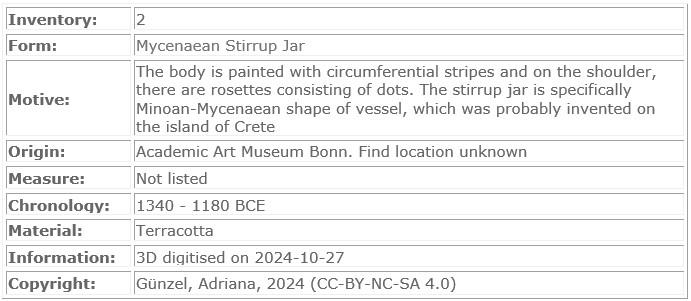 Inventory: 2
Form: Mycenaean Stirrup Jar
Motive: The body is painted with circumferential stripes and on the shoulder,
there are rosettes consisting of dots. The stirrup jar is specifically
Minoan-Mycenaean shape of vessel, which was probably invented on
the island of Crete
Origin: Academic Art Museum Bonn. Find location unknown
Measure: Not listed
Chronology: 1340 - 1180 BCE
Material: Terracotta
Information: 3D digitised on 2024-10-27
Copyright: Günzel, Adriana, 2024 (CC-BY-NC-SA 4.0)